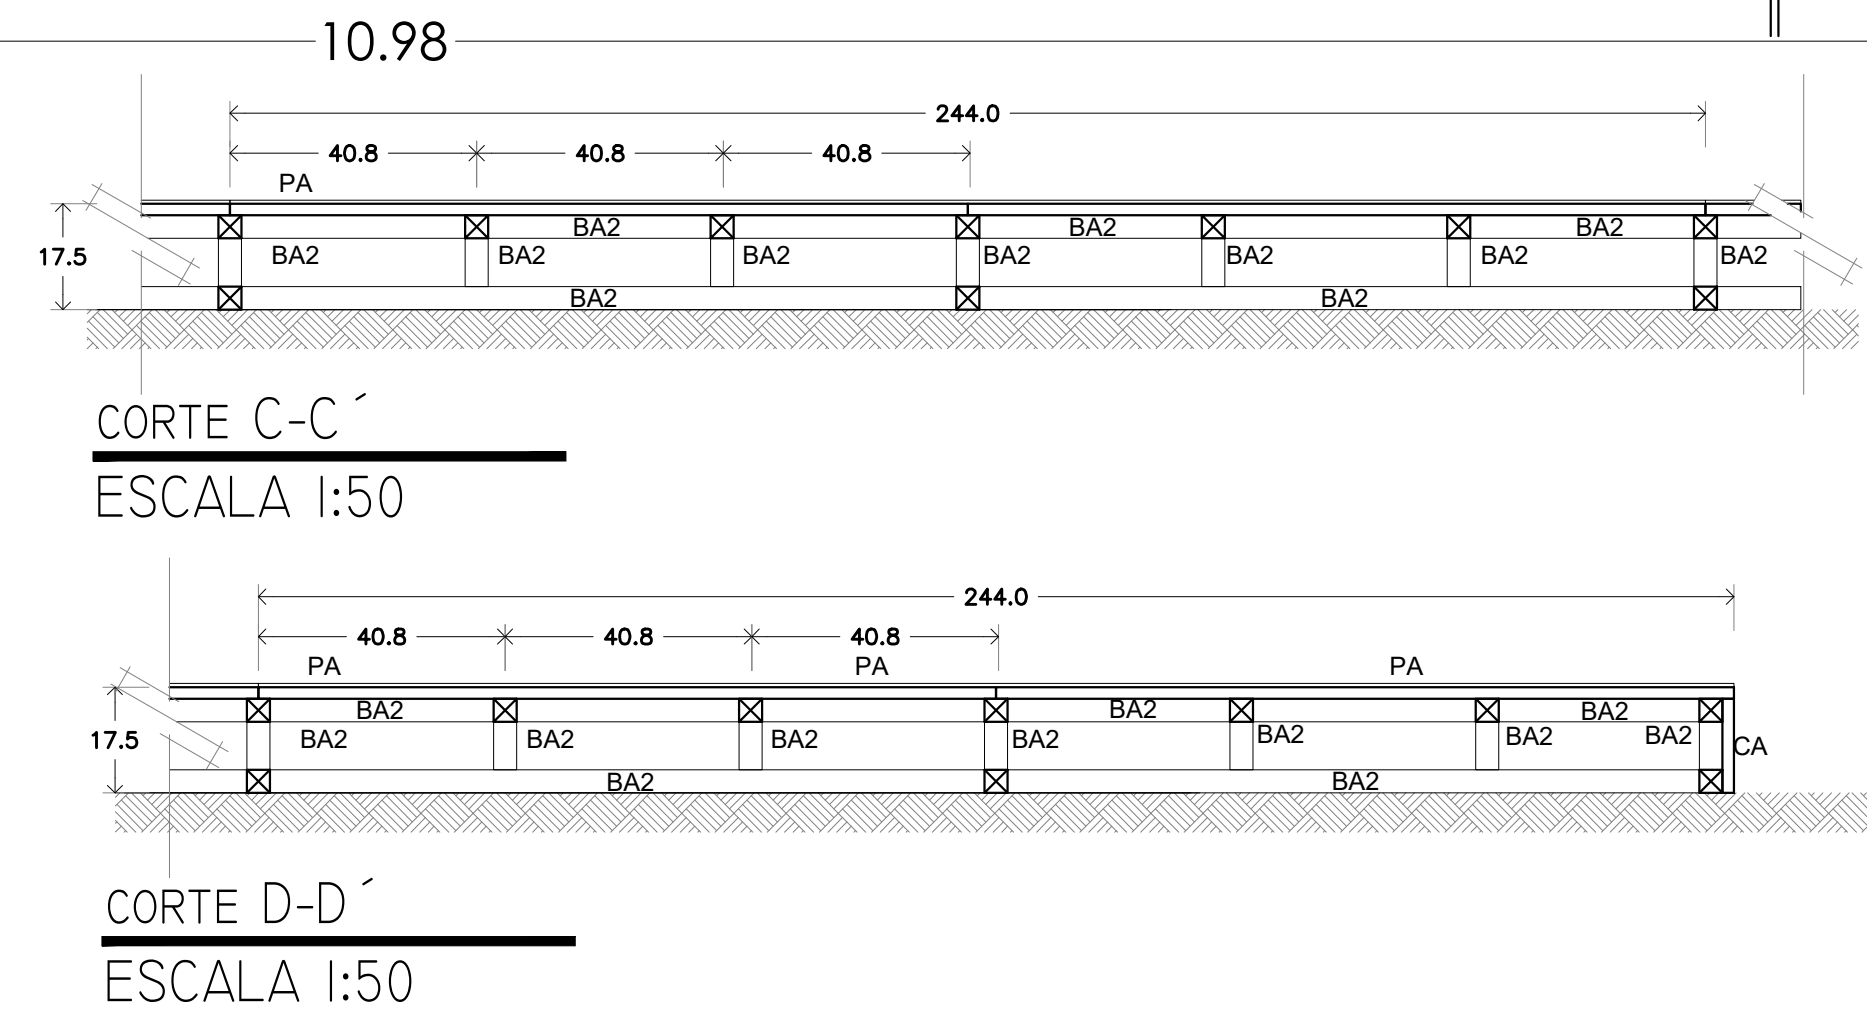 10.98
244.0
40.8 40.8 40.8
PA
BA2 BA2 BA2
17.5 BA2 BA2 BA2 BA2 BA2 BA2 BA2
BA2 BA2
CORTE C-C´
ESCALA 1:50
244.0
40.8 40.8 40.8
PA PA PA
BA2 BA2 BA2
17.5 BA2 BA2 BA2 BA2 BA2 BA2 BA2 CA
BA2 BA2
CORTE D-D´
ESCALA 1:50